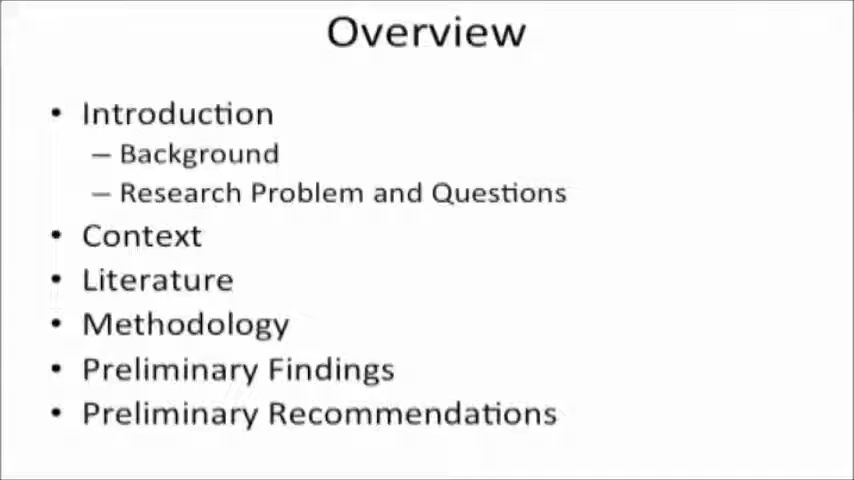 Overview
• Introduction
– Background
– Research Problem and Questions
• Context
• Literature
• Methodology
• Preliminary Findings
• Preliminary Recommendations